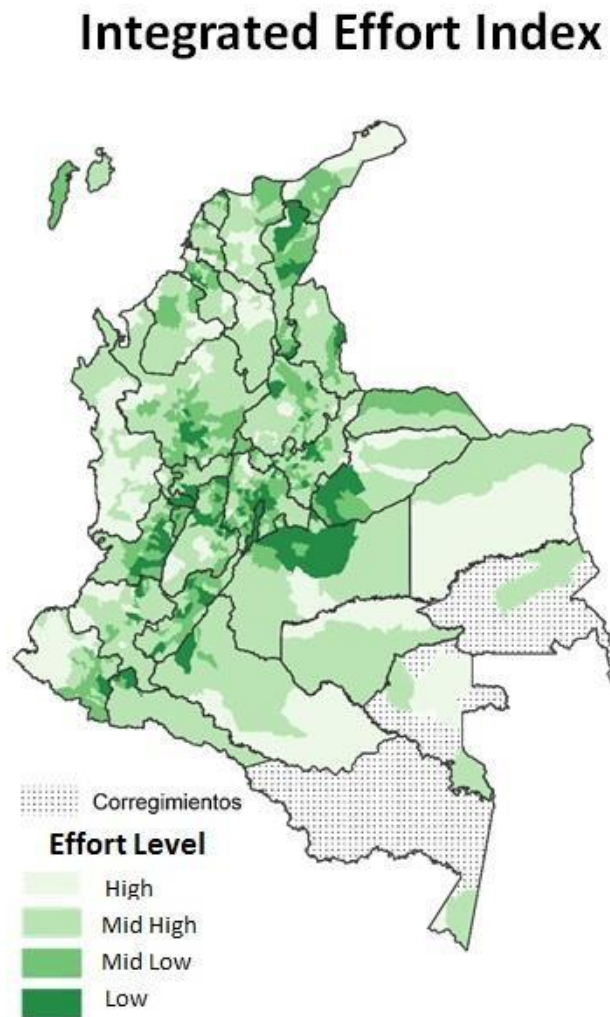 Integrated Effort Index
Corregimientos
Effort Level
High
Mid High
Mid Low
Low